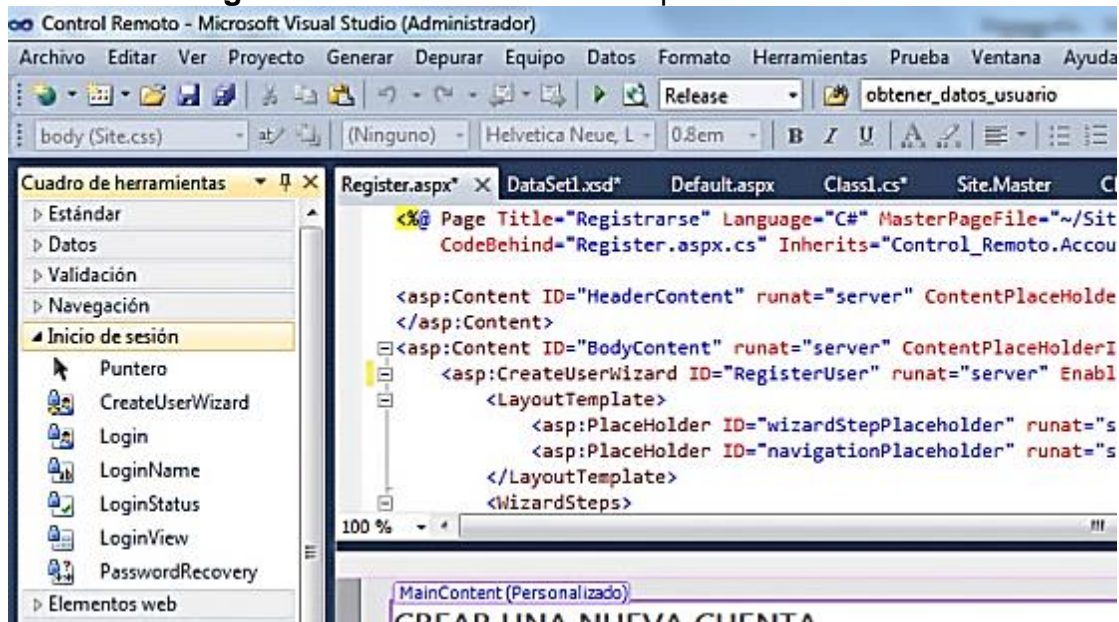 Control Remoto - Microsoft Visual Studio (Administrador)
Archivo Editar Ver Proyecto Generar Depurar Equipo Datos Formato Herramientas Prueba Ventana Ayuda
Release obtener_datos_usuario
body (Site.css) (Ninguno) Helvetica Neue, L 0.8em B I U A
Cuadro de herramientas
Estándar
Datos
Validación
Navegación
Inicio de sesión
Puntero
CreateUserWizard
Login
LoginName
LoginStatus
LoginView
PasswordRecovery
Elementos web
Register.aspx* DataSet1.xsd* Default.aspx Class1.cs* Site.Master
<%@ Page Title="Registrarse" Language="C#" MasterPageFile="~/Sit
CodeBehind="Register.aspx.cs" Inherits="Control_Remoto.Accou
<asp:Content ID="HeaderContent" runat="server" ContentPlaceHolde
</asp:Content>
<asp:Content ID="BodyContent" runat="server" ContentPlaceHolderI
<asp:CreateUserWizard ID="RegisterUser" runat="server" Enabl
<LayoutTemplate>
<asp:PlaceHolder ID="wizardStepPlaceholder" runat="s
<asp:PlaceHolder ID="navigationPlaceholder" runat="s
</LayoutTemplate>
<WizardSteps>
100 %
MainContent (Personalizado)
CREAR UNA NUEVA CUENTA